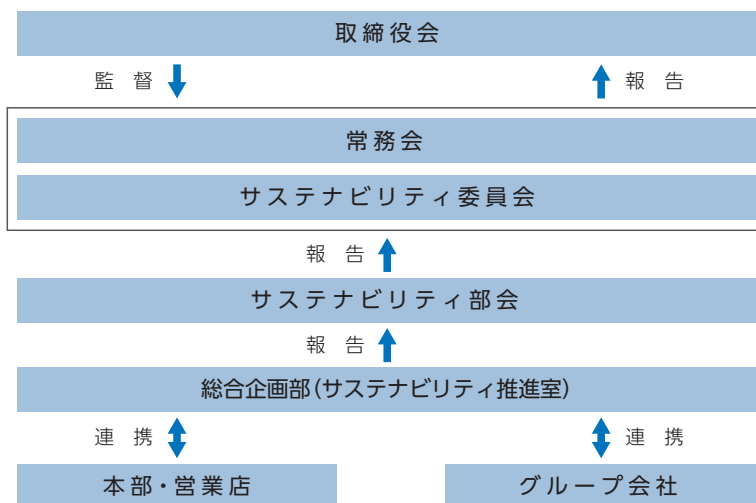 取締役会
監督
報告
常務会
サステナビリティ委員会
報告
サステナビリティ部会
報告
総合企画部(サステナビリティ推進室)
連携
連携
本部・営業店
グループ会社